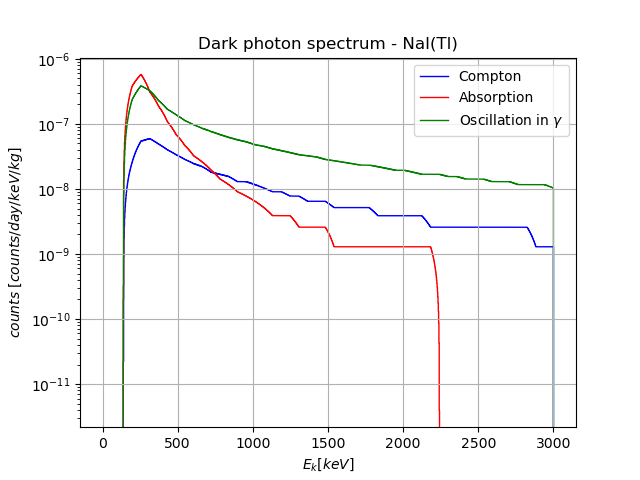 Dark photon spectrum - NaI(Tl)
Compton
Absorption
Oscillation in γ
10⁻⁶
10⁻⁷
10⁻⁸
10⁻⁹
10⁻¹⁰
10⁻¹¹
counts [counts/day/keV/kg]
0 500 1000 1500 2000 2500 3000
Eₖ[keV]